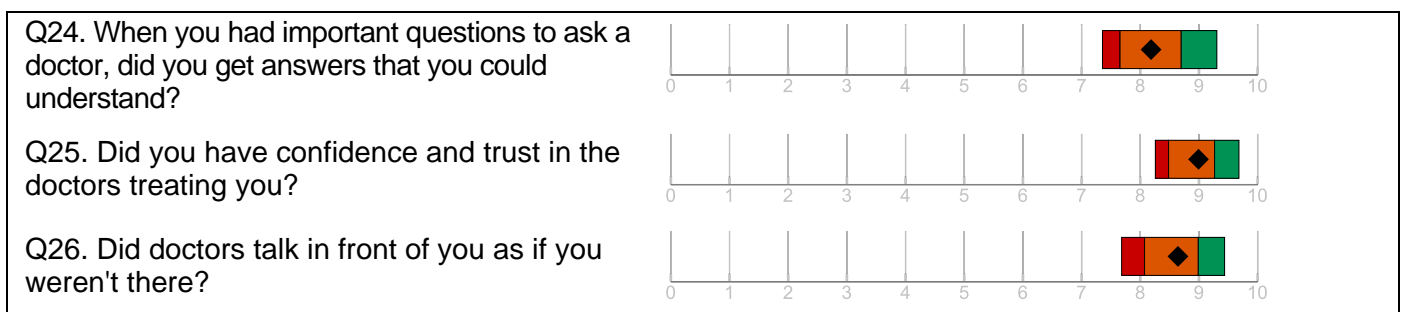 Q24. When you had important questions to ask a
doctor, did you get answers that you could
understand?
0 1 2 3 4 5 6 7 8 9 10
Q25. Did you have confidence and trust in the
doctors treating you?
0 1 2 3 4 5 6 7 8 9 10
Q26. Did doctors talk in front of you as if you
weren't there?
0 1 2 3 4 5 6 7 8 9 10